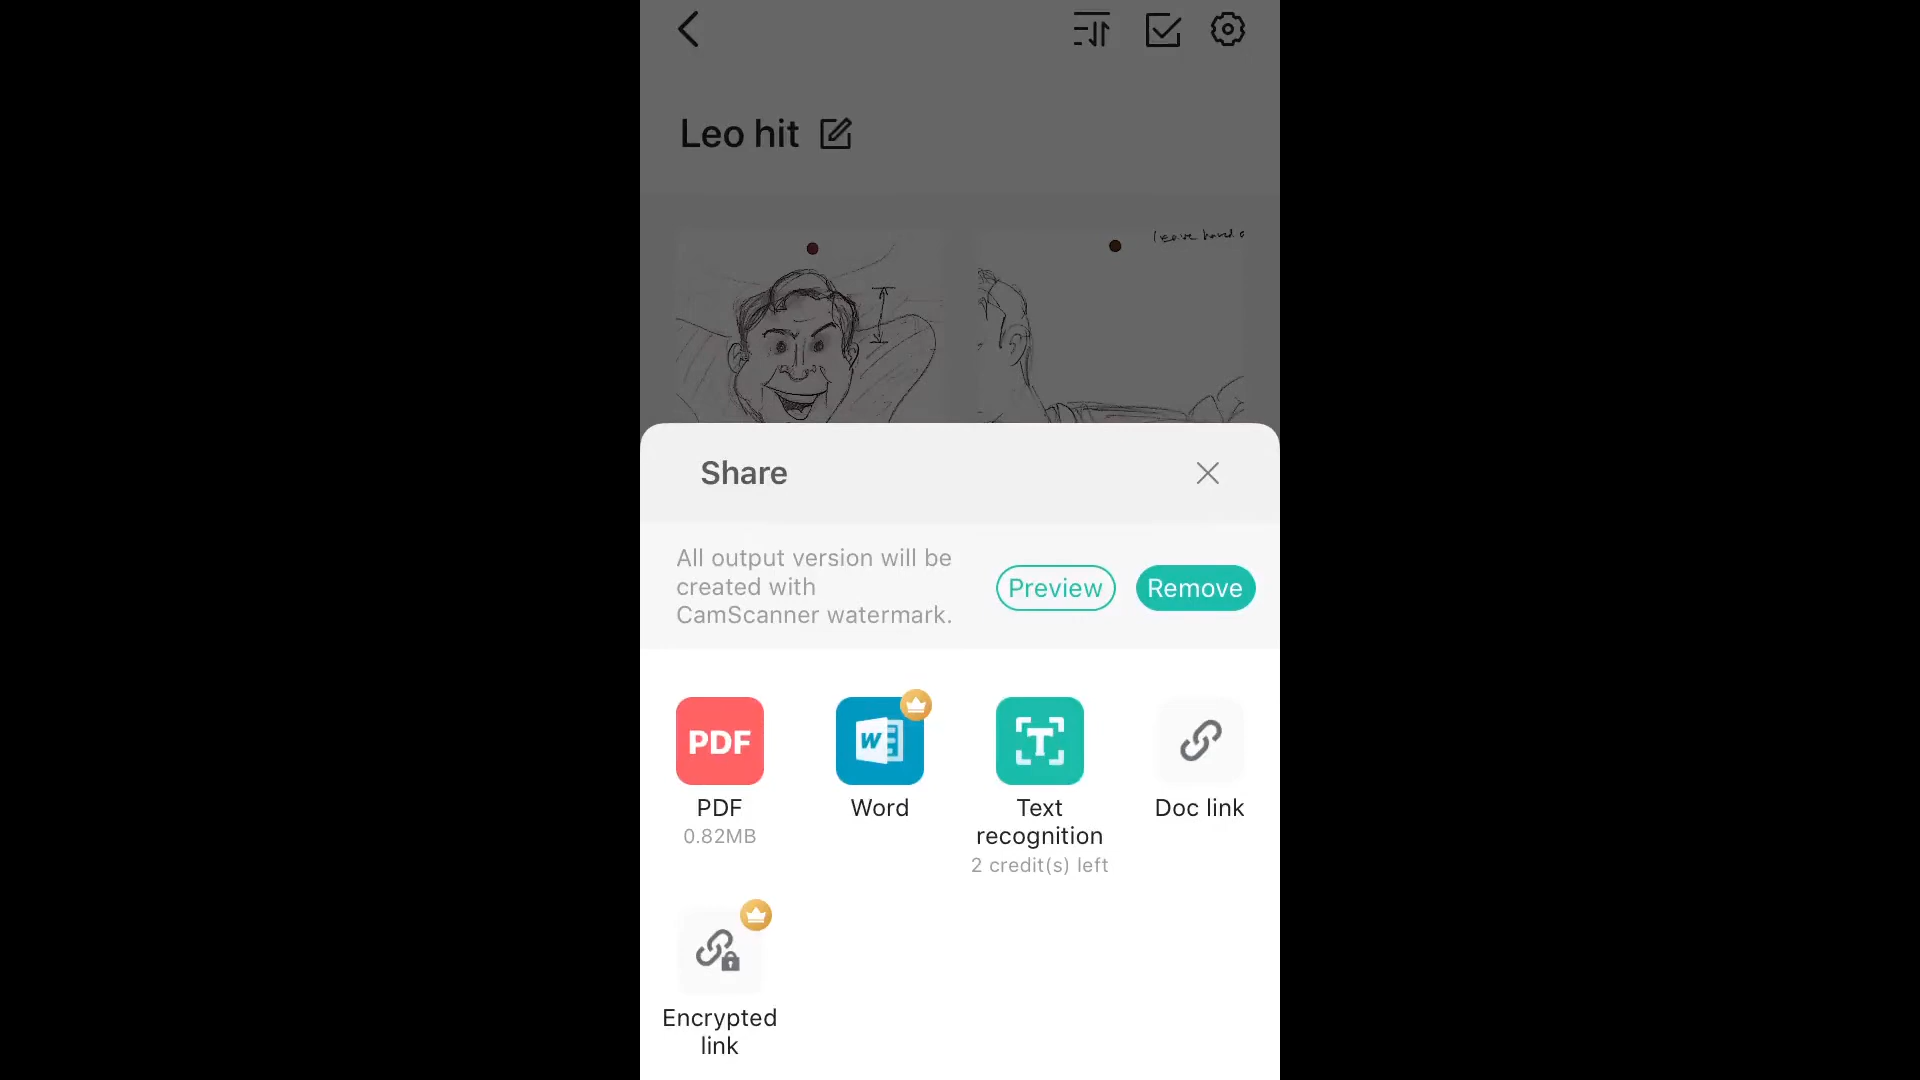 Leo hit
Share
All output version will be
created with
CamScanner watermark.
Preview
Remove
PDF
PDF
0.82MB
W
Word
T
Text
recognition
2 credit(s) left
Doc link
Encrypted
link